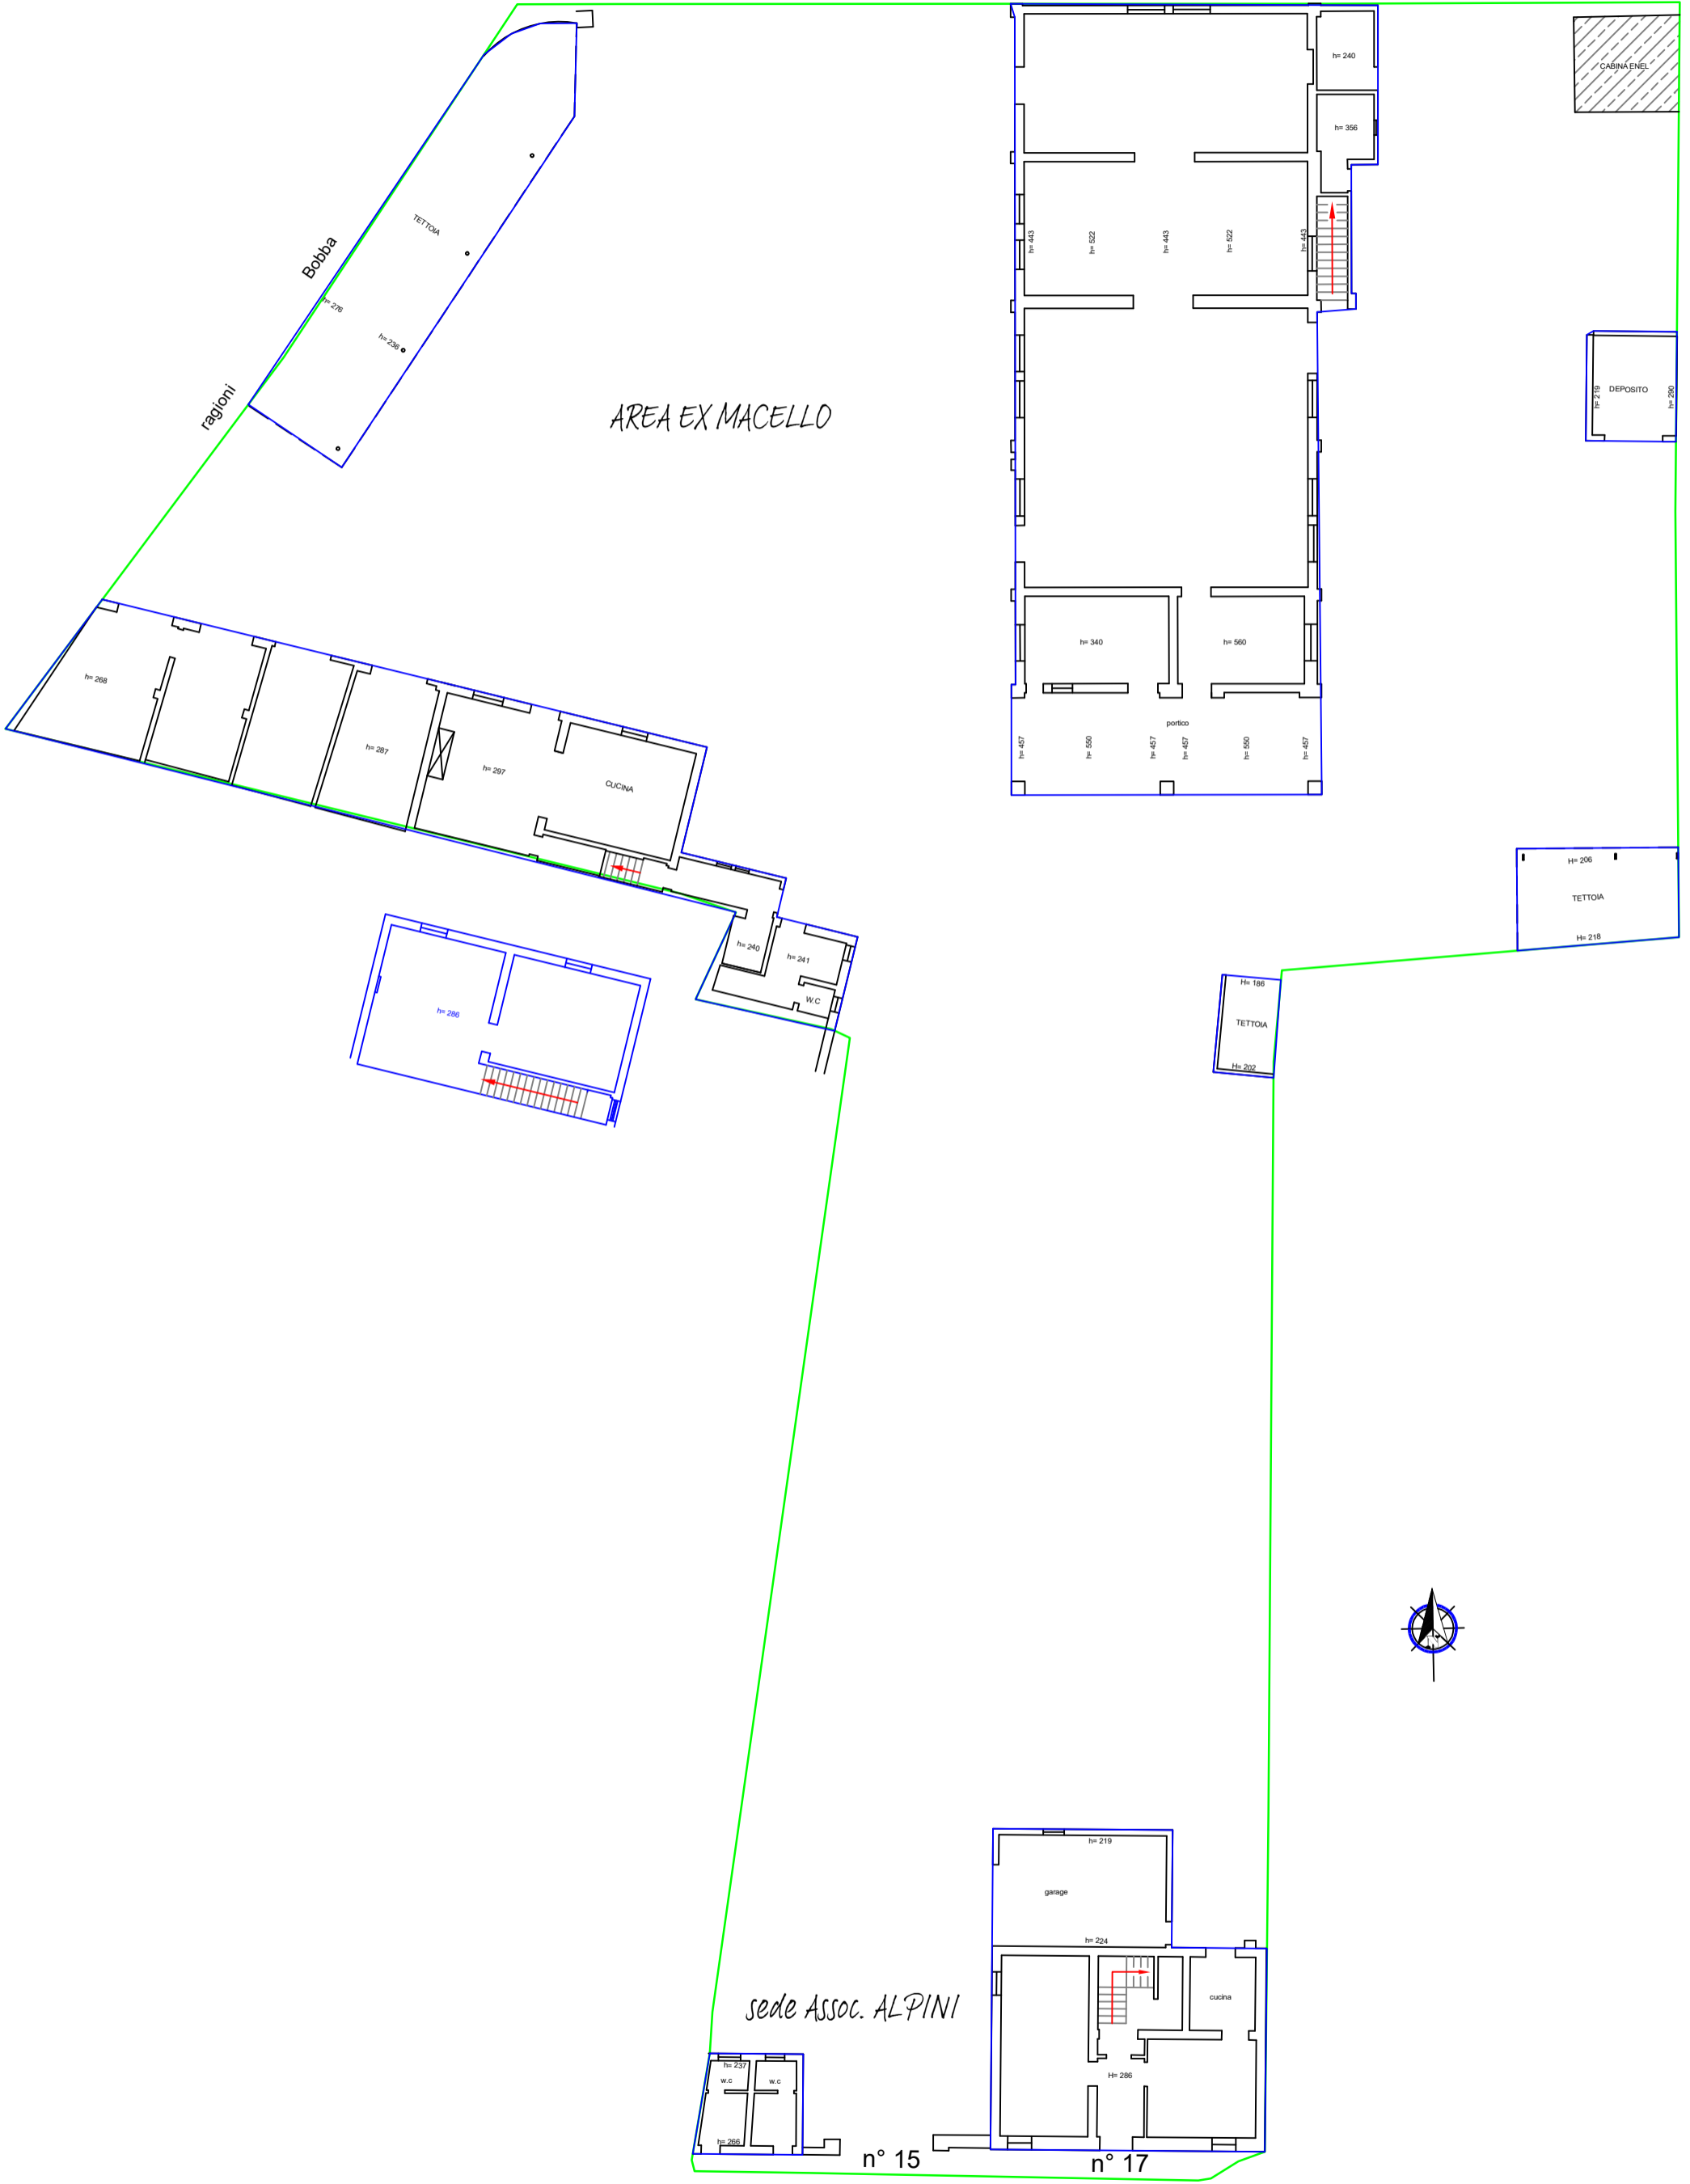 CABINA ENEL
h= 240
h= 356
TETTOIA
Bobba
h= 276
h= 236
ragioni
h= 443
h= 522
h= 443
h= 522
h= 443
AREA EX MACELLO
h= 219
DEPOSITO
h= 290
h= 340
h= 560
portico
h= 457
h= 550
h= 457
h= 457
h= 550
h= 457
h= 268
h= 287
h= 297
CUCINA
h= 240
h= 241
W.C
h= 286
H= 206
TETTOIA
H= 218
H= 186
TETTOIA
H= 202
h= 219
garage
h= 224
cucina
sede Assoc. ALPINI
h= 237
w.c
w.c
H= 286
h= 266
n° 15
n° 17